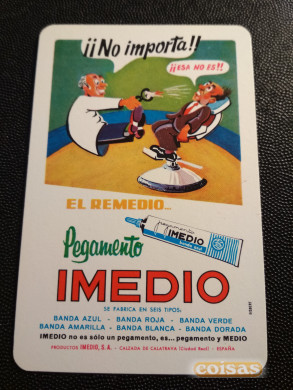 ¡¡No importa!!
¡¡ESA NO ES!!
EL REMEDIO...
Pegamento
IMEDIO
IMEDIO
SE FABRICA EN SEIS TIPOS:
BANDA AZUL - BANDA ROJA - BANDA VERDE
BANDA AMARILLA - BANDA BLANCA - BANDA DORADA
IMEDIO no es sólo un pegamento, es... pegamento y MEDIO
PRODUCTOS IMEDIO, S. A. - CALZADA DE CALATRAVA (Ciudad Real) - ESPAÑA
coisas